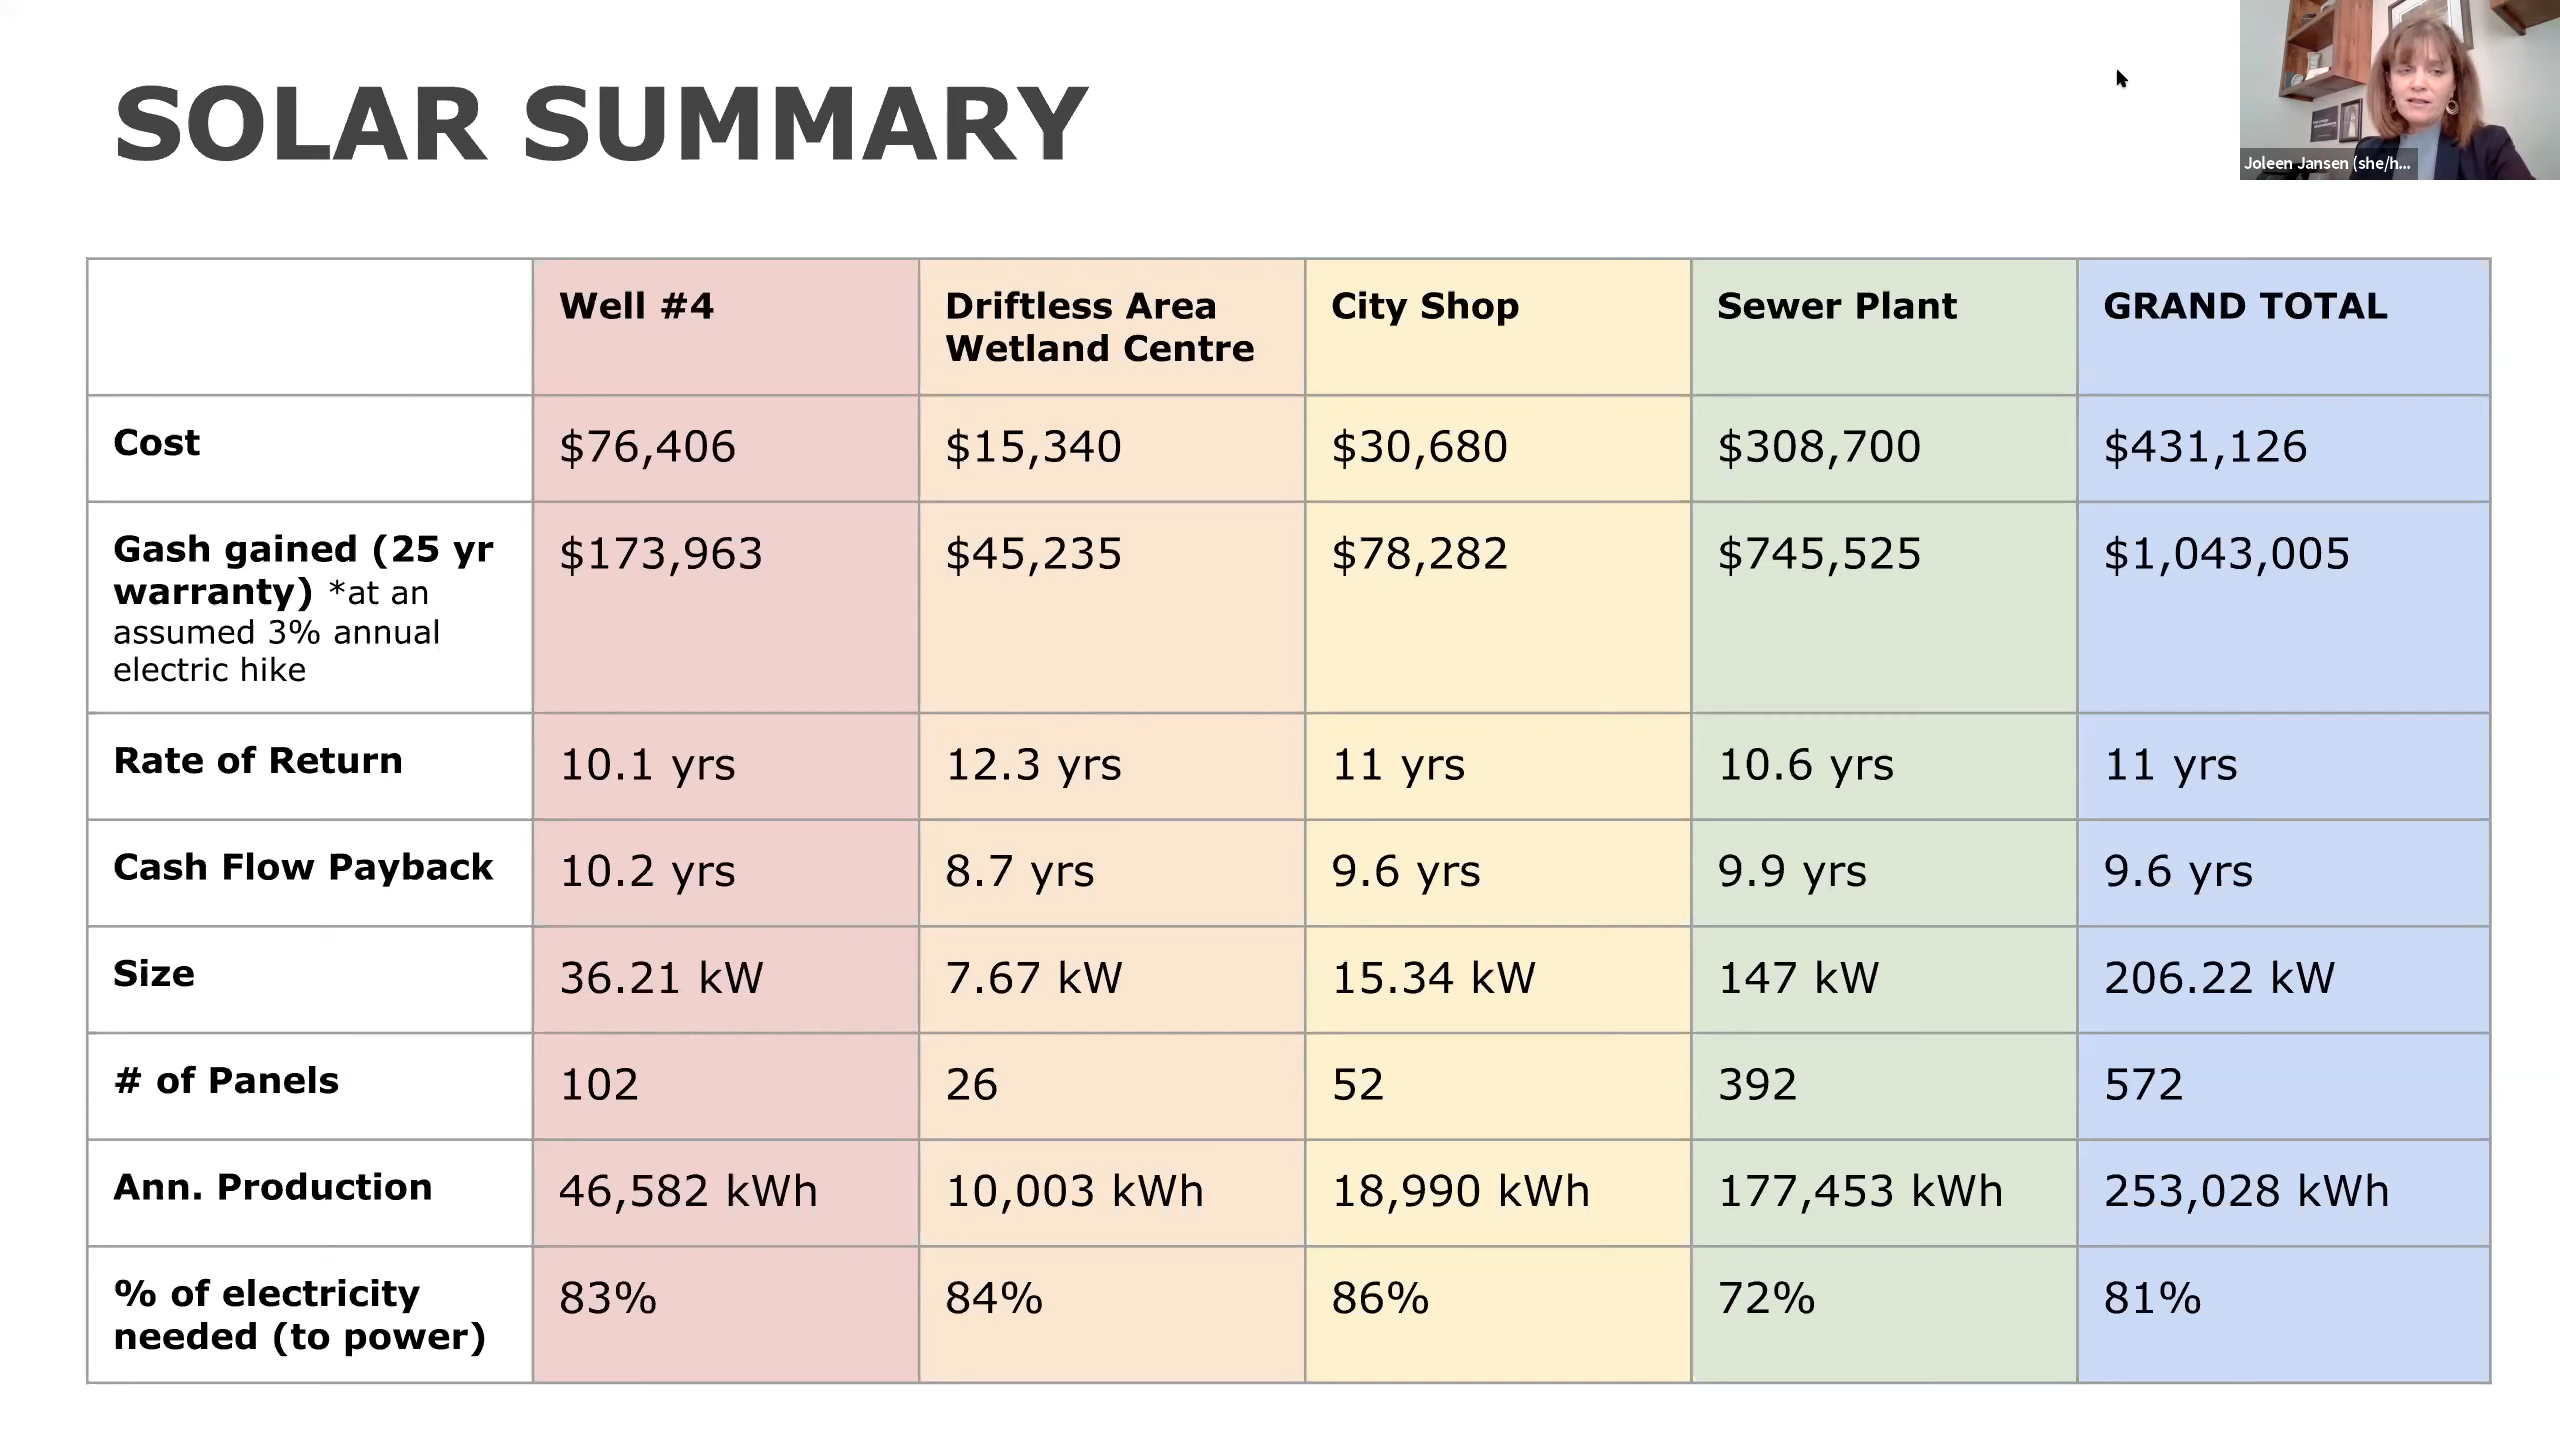 SOLAR SUMMARY
Joleen Jansen (she/h...
Well #4
Driftless Area
Wetland Centre
City Shop
Sewer Plant
GRAND TOTAL
Cost
$76,406
$15,340
$30,680
$308,700
$431,126
Gash gained (25 yr
warranty) *at an
assumed 3% annual
electric hike
$173,963
$45,235
$78,282
$745,525
$1,043,005
Rate of Return
10.1 yrs
12.3 yrs
11 yrs
10.6 yrs
11 yrs
Cash Flow Payback
10.2 yrs
8.7 yrs
9.6 yrs
9.9 yrs
9.6 yrs
Size
36.21 kW
7.67 kW
15.34 kW
147 kW
206.22 kW
# of Panels
102
26
52
392
572
Ann. Production
46,582 kWh
10,003 kWh
18,990 kWh
177,453 kWh
253,028 kWh
% of electricity
needed (to power)
83%
84%
86%
72%
81%